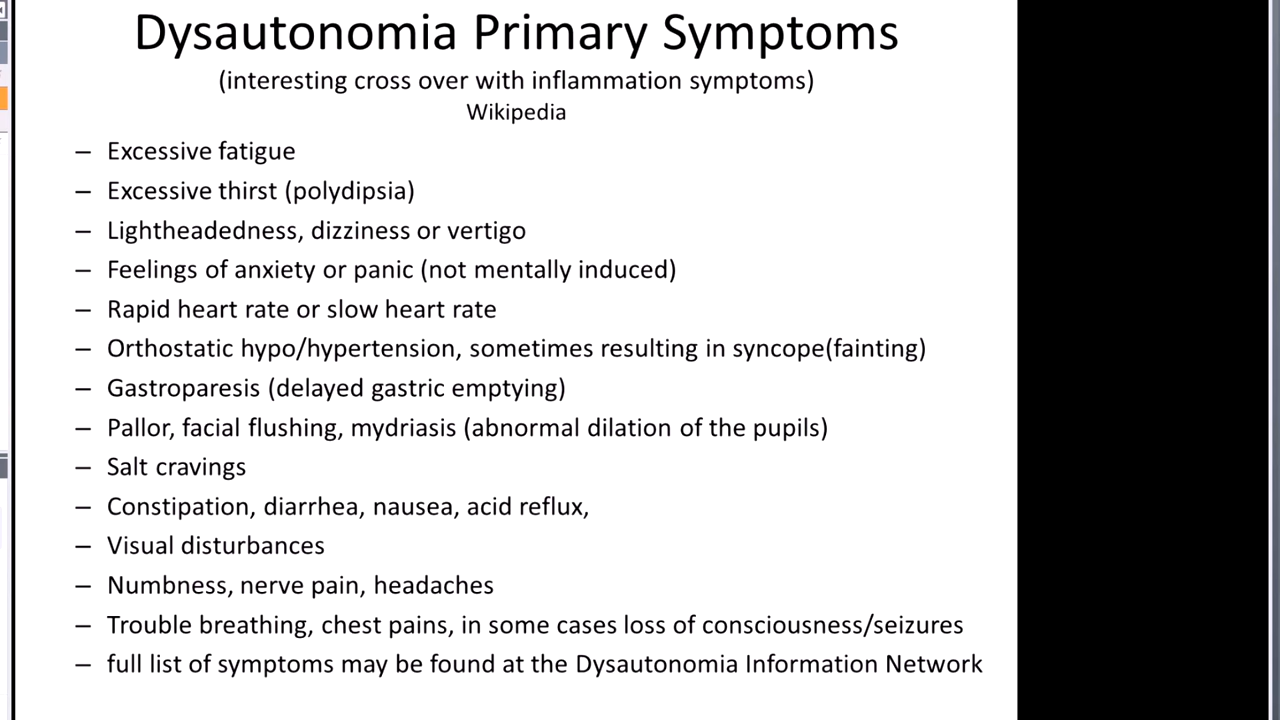 Dysautonomia Primary Symptoms
(interesting cross over with inflammation symptoms)
Wikipedia
– Excessive fatigue
– Excessive thirst (polydipsia)
– Lightheadedness, dizziness or vertigo
– Feelings of anxiety or panic (not mentally induced)
– Rapid heart rate or slow heart rate
– Orthostatic hypo/hypertension, sometimes resulting in syncope(fainting)
– Gastroparesis (delayed gastric emptying)
– Pallor, facial flushing, mydriasis (abnormal dilation of the pupils)
– Salt cravings
– Constipation, diarrhea, nausea, acid reflux,
– Visual disturbances
– Numbness, nerve pain, headaches
– Trouble breathing, chest pains, in some cases loss of consciousness/seizures
– full list of symptoms may be found at the Dysautonomia Information Network